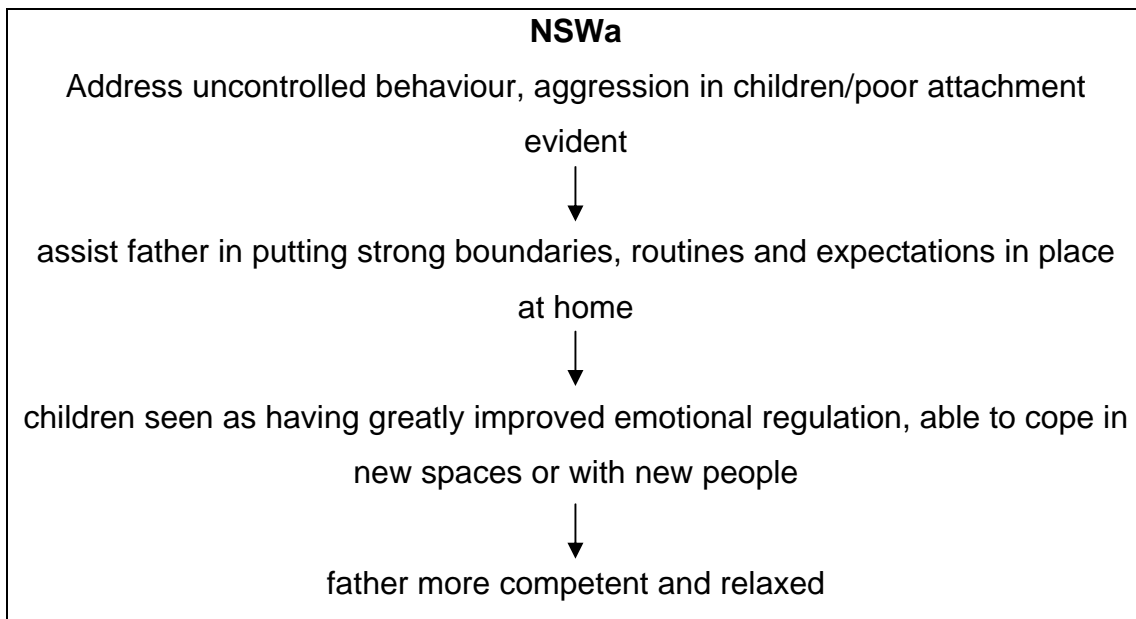 NSWa
Address uncontrolled behaviour, aggression in children/poor attachment
evident
assist father in putting strong boundaries, routines and expectations in place
at home
children seen as having greatly improved emotional regulation, able to cope in
new spaces or with new people
father more competent and relaxed